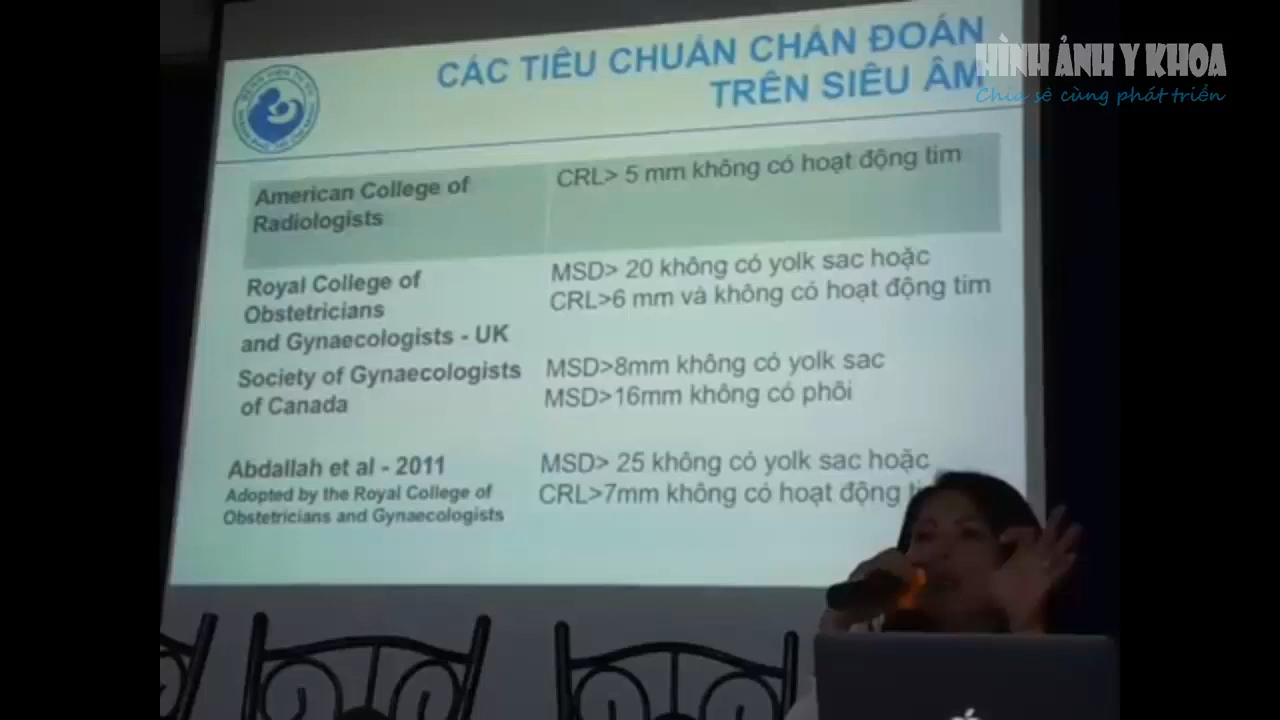 CÁC TIÊU CHUẨN CHẨN ĐOÁN
TRÊN SIÊU ÂM
HÌNH ẢNH Y KHOA
Chia sẻ cùng phát triển
American College of
Radiologists
CRL> 5 mm không có hoạt động tim
Royal College of
Obstetricians
and Gynaecologists - UK
MSD> 20 không có yolk sac hoặc
CRL>6 mm và không có hoạt động tim
Society of Gynaecologists
of Canada
MSD>8mm không có yolk sac
MSD>16mm không có phôi
Abdallah et al - 2011
Adopted by the Royal College of
Obstetricians and Gynaecologists
MSD> 25 không có yolk sac hoặc
CRL>7mm không có hoạt động